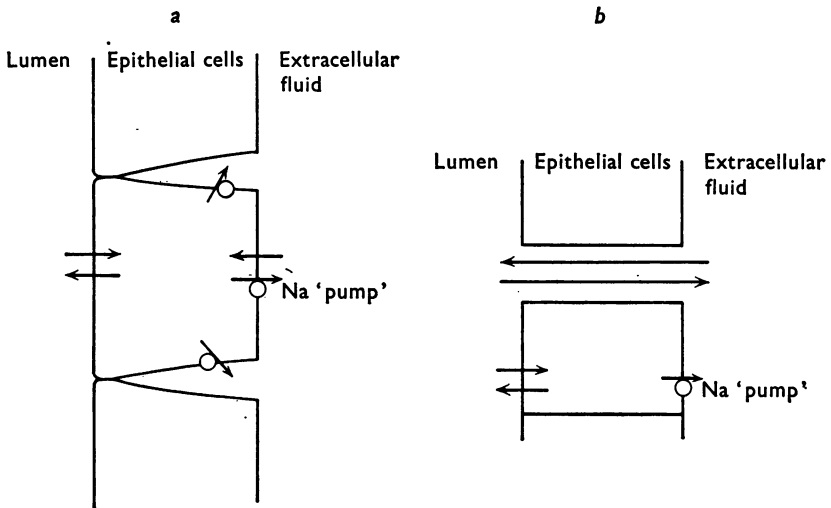 a
Lumen
Epithelial cells
Extracellular
fluid
Na ‘pump’
b
Lumen
Epithelial cells
Extracellular
fluid
Na ‘pump’